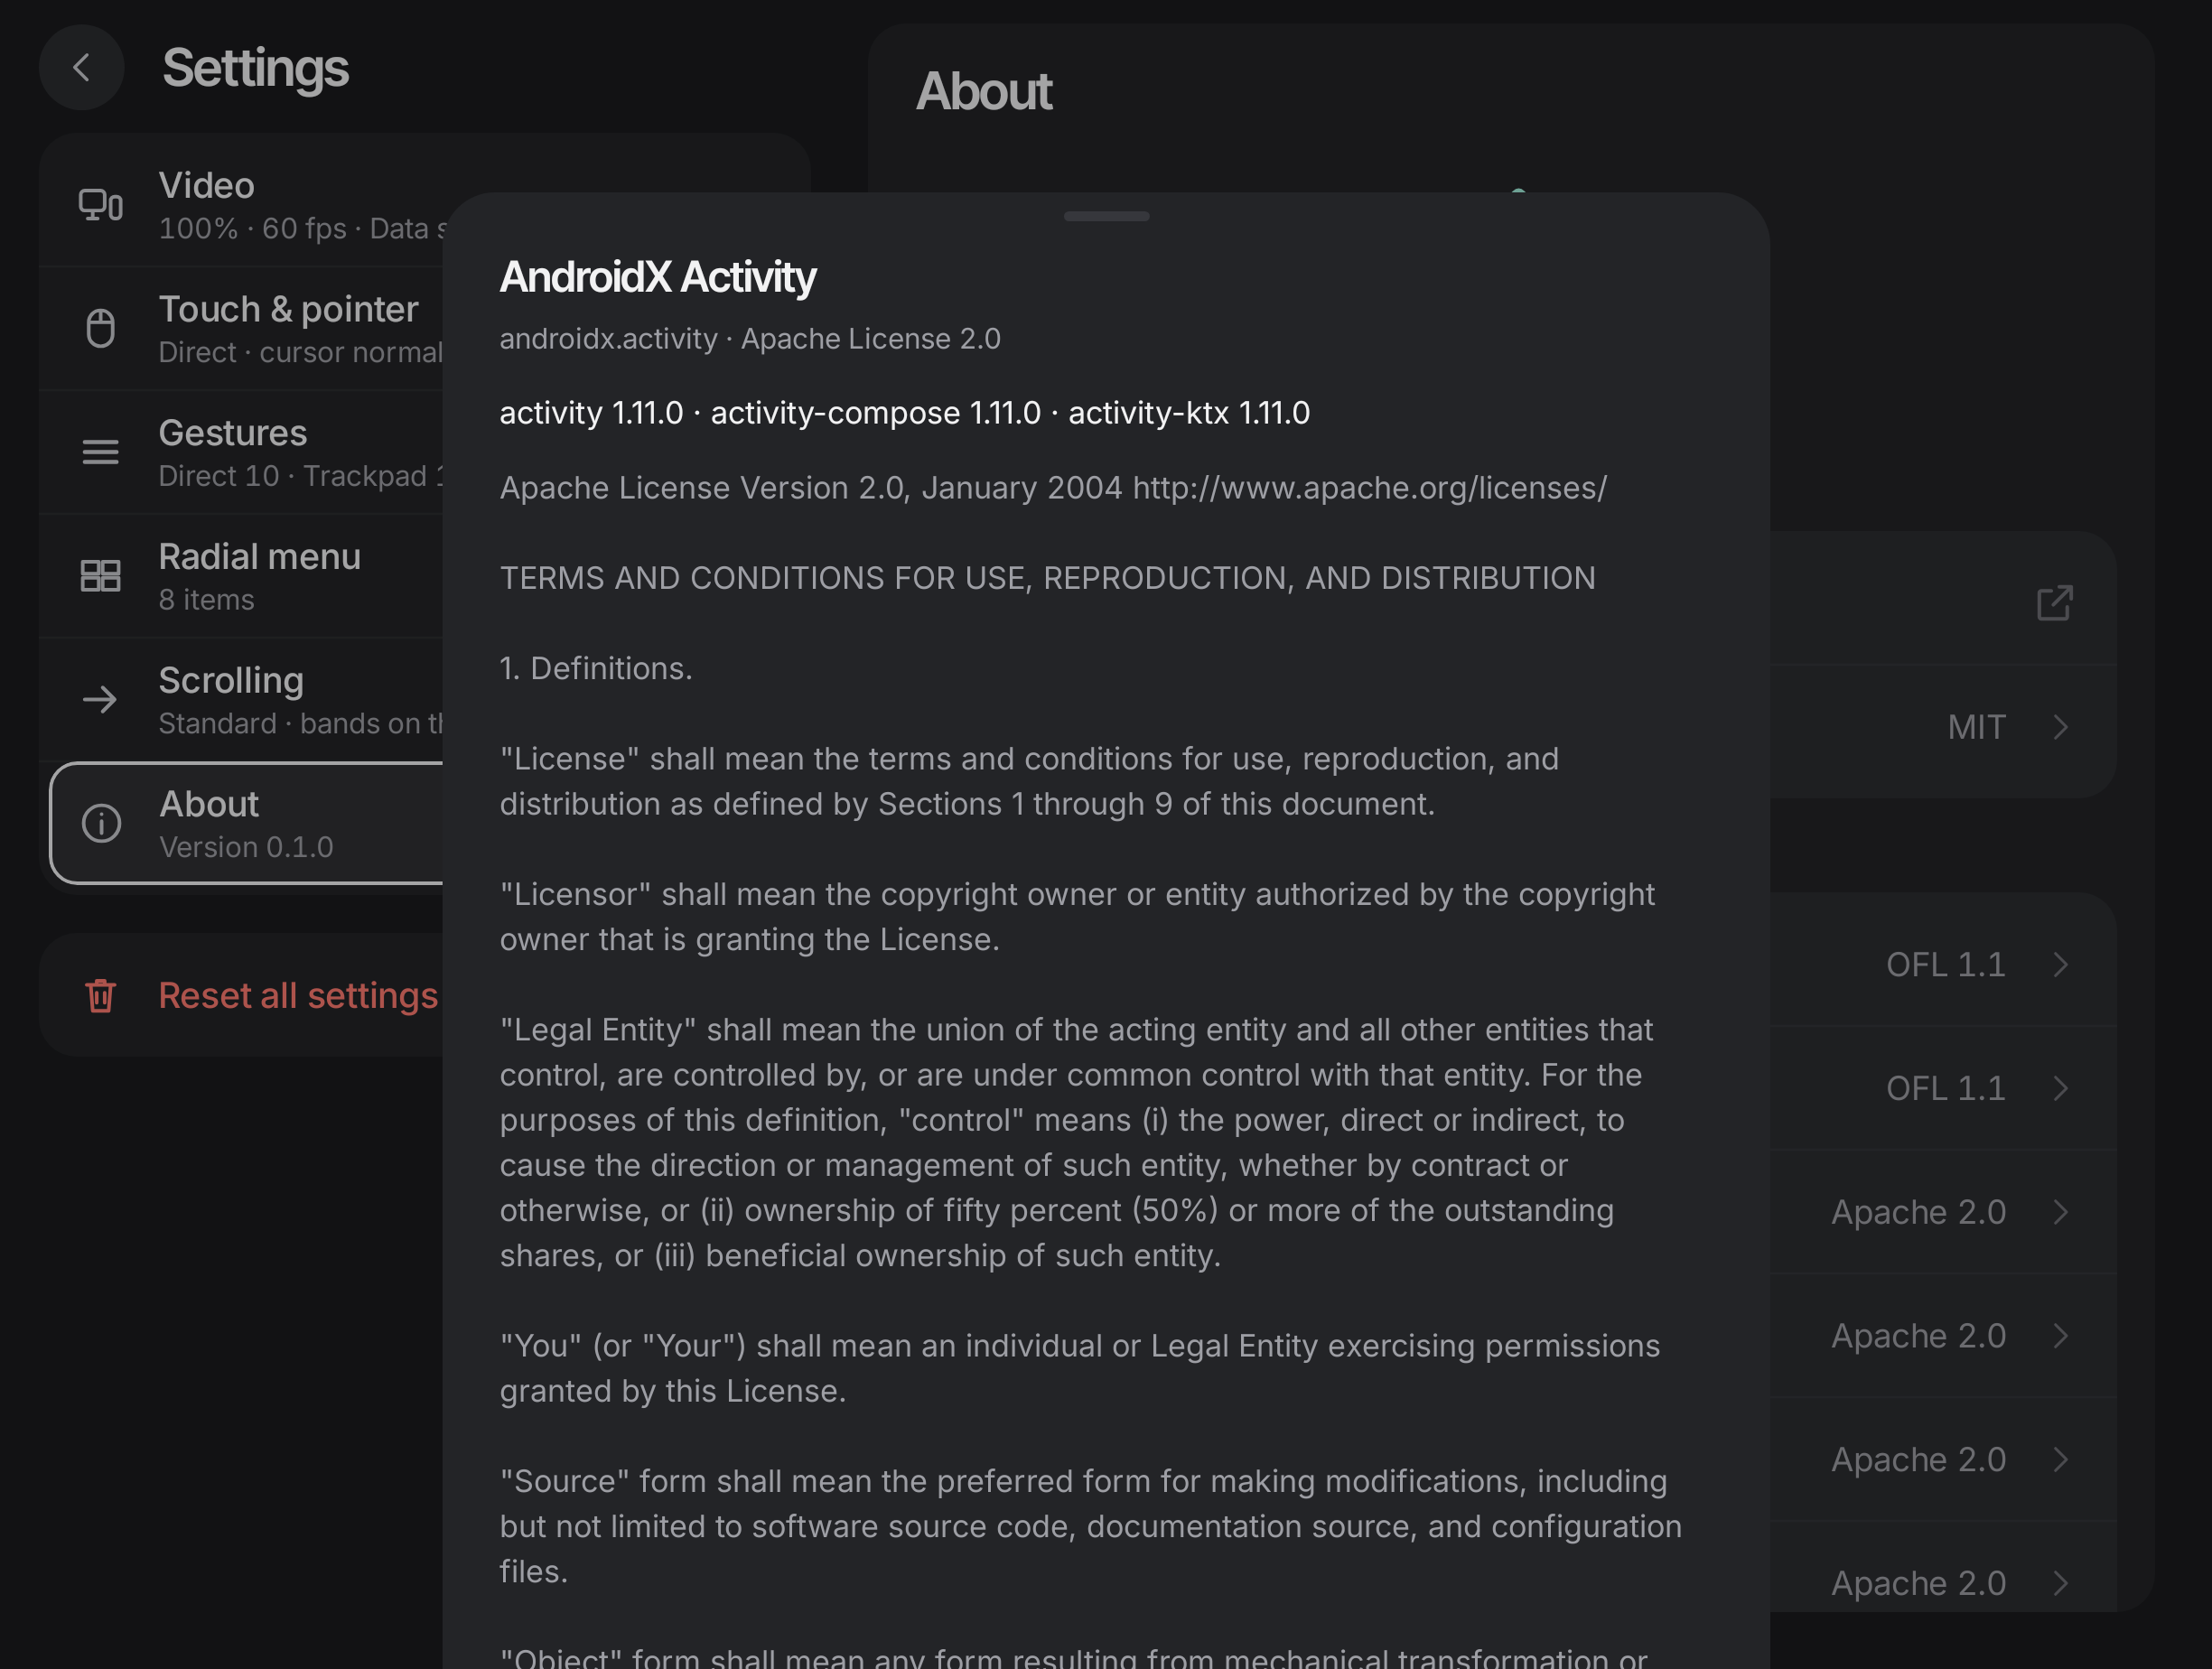 Settings
Video
100% · 60 fps · Data
Touch & pointer
Direct · cursor normal
Gestures
Direct 10 · Trackpad
Radial menu
8 items
Scrolling
Standard · bands on
About
Version 0.1.0
Reset all settings
About
MIT
OFL 1.1
OFL 1.1
Apache 2.0
Apache 2.0
Apache 2.0
Apache 2.0
AndroidX Activity
androidx.activity · Apache License 2.0
activity 1.11.0 · activity-compose 1.11.0 · activity-ktx 1.11.0
Apache License Version 2.0, January 2004 http://www.apache.org/licenses/
TERMS AND CONDITIONS FOR USE, REPRODUCTION, AND DISTRIBUTION
1. Definitions.
"License" shall mean the terms and conditions for use, reproduction, and
distribution as defined by Sections 1 through 9 of this document.
"Licensor" shall mean the copyright owner or entity authorized by the copyright
owner that is granting the License.
"Legal Entity" shall mean the union of the acting entity and all other entities that
control, are controlled by, or are under common control with that entity. For the
purposes of this definition, "control" means (i) the power, direct or indirect, to
cause the direction or management of such entity, whether by contract or
otherwise, or (ii) ownership of fifty percent (50%) or more of the outstanding
shares, or (iii) beneficial ownership of such entity.
"You" (or "Your") shall mean an individual or Legal Entity exercising permissions
granted by this License.
"Source" form shall mean the preferred form for making modifications, including
but not limited to software source code, documentation source, and configuration
files.
"Object" form shall mean any form resulting from mechanical transformation or